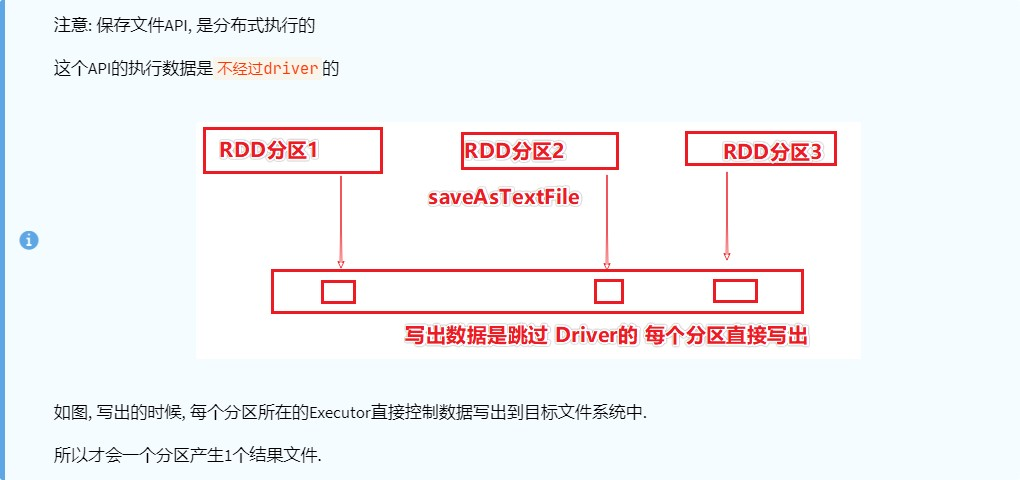 注意: 保存文件API, 是分布式执行的
这个API的执行数据是 不经过driver 的
RDD分区1
RDD分区2
RDD分区3
saveAsTextFile
写出数据是跳过 Driver的 每个分区直接写出
如图, 写出的时候, 每个分区所在的Executor直接控制数据写出到目标文件系统中.
所以才会一个分区产生1个结果文件.